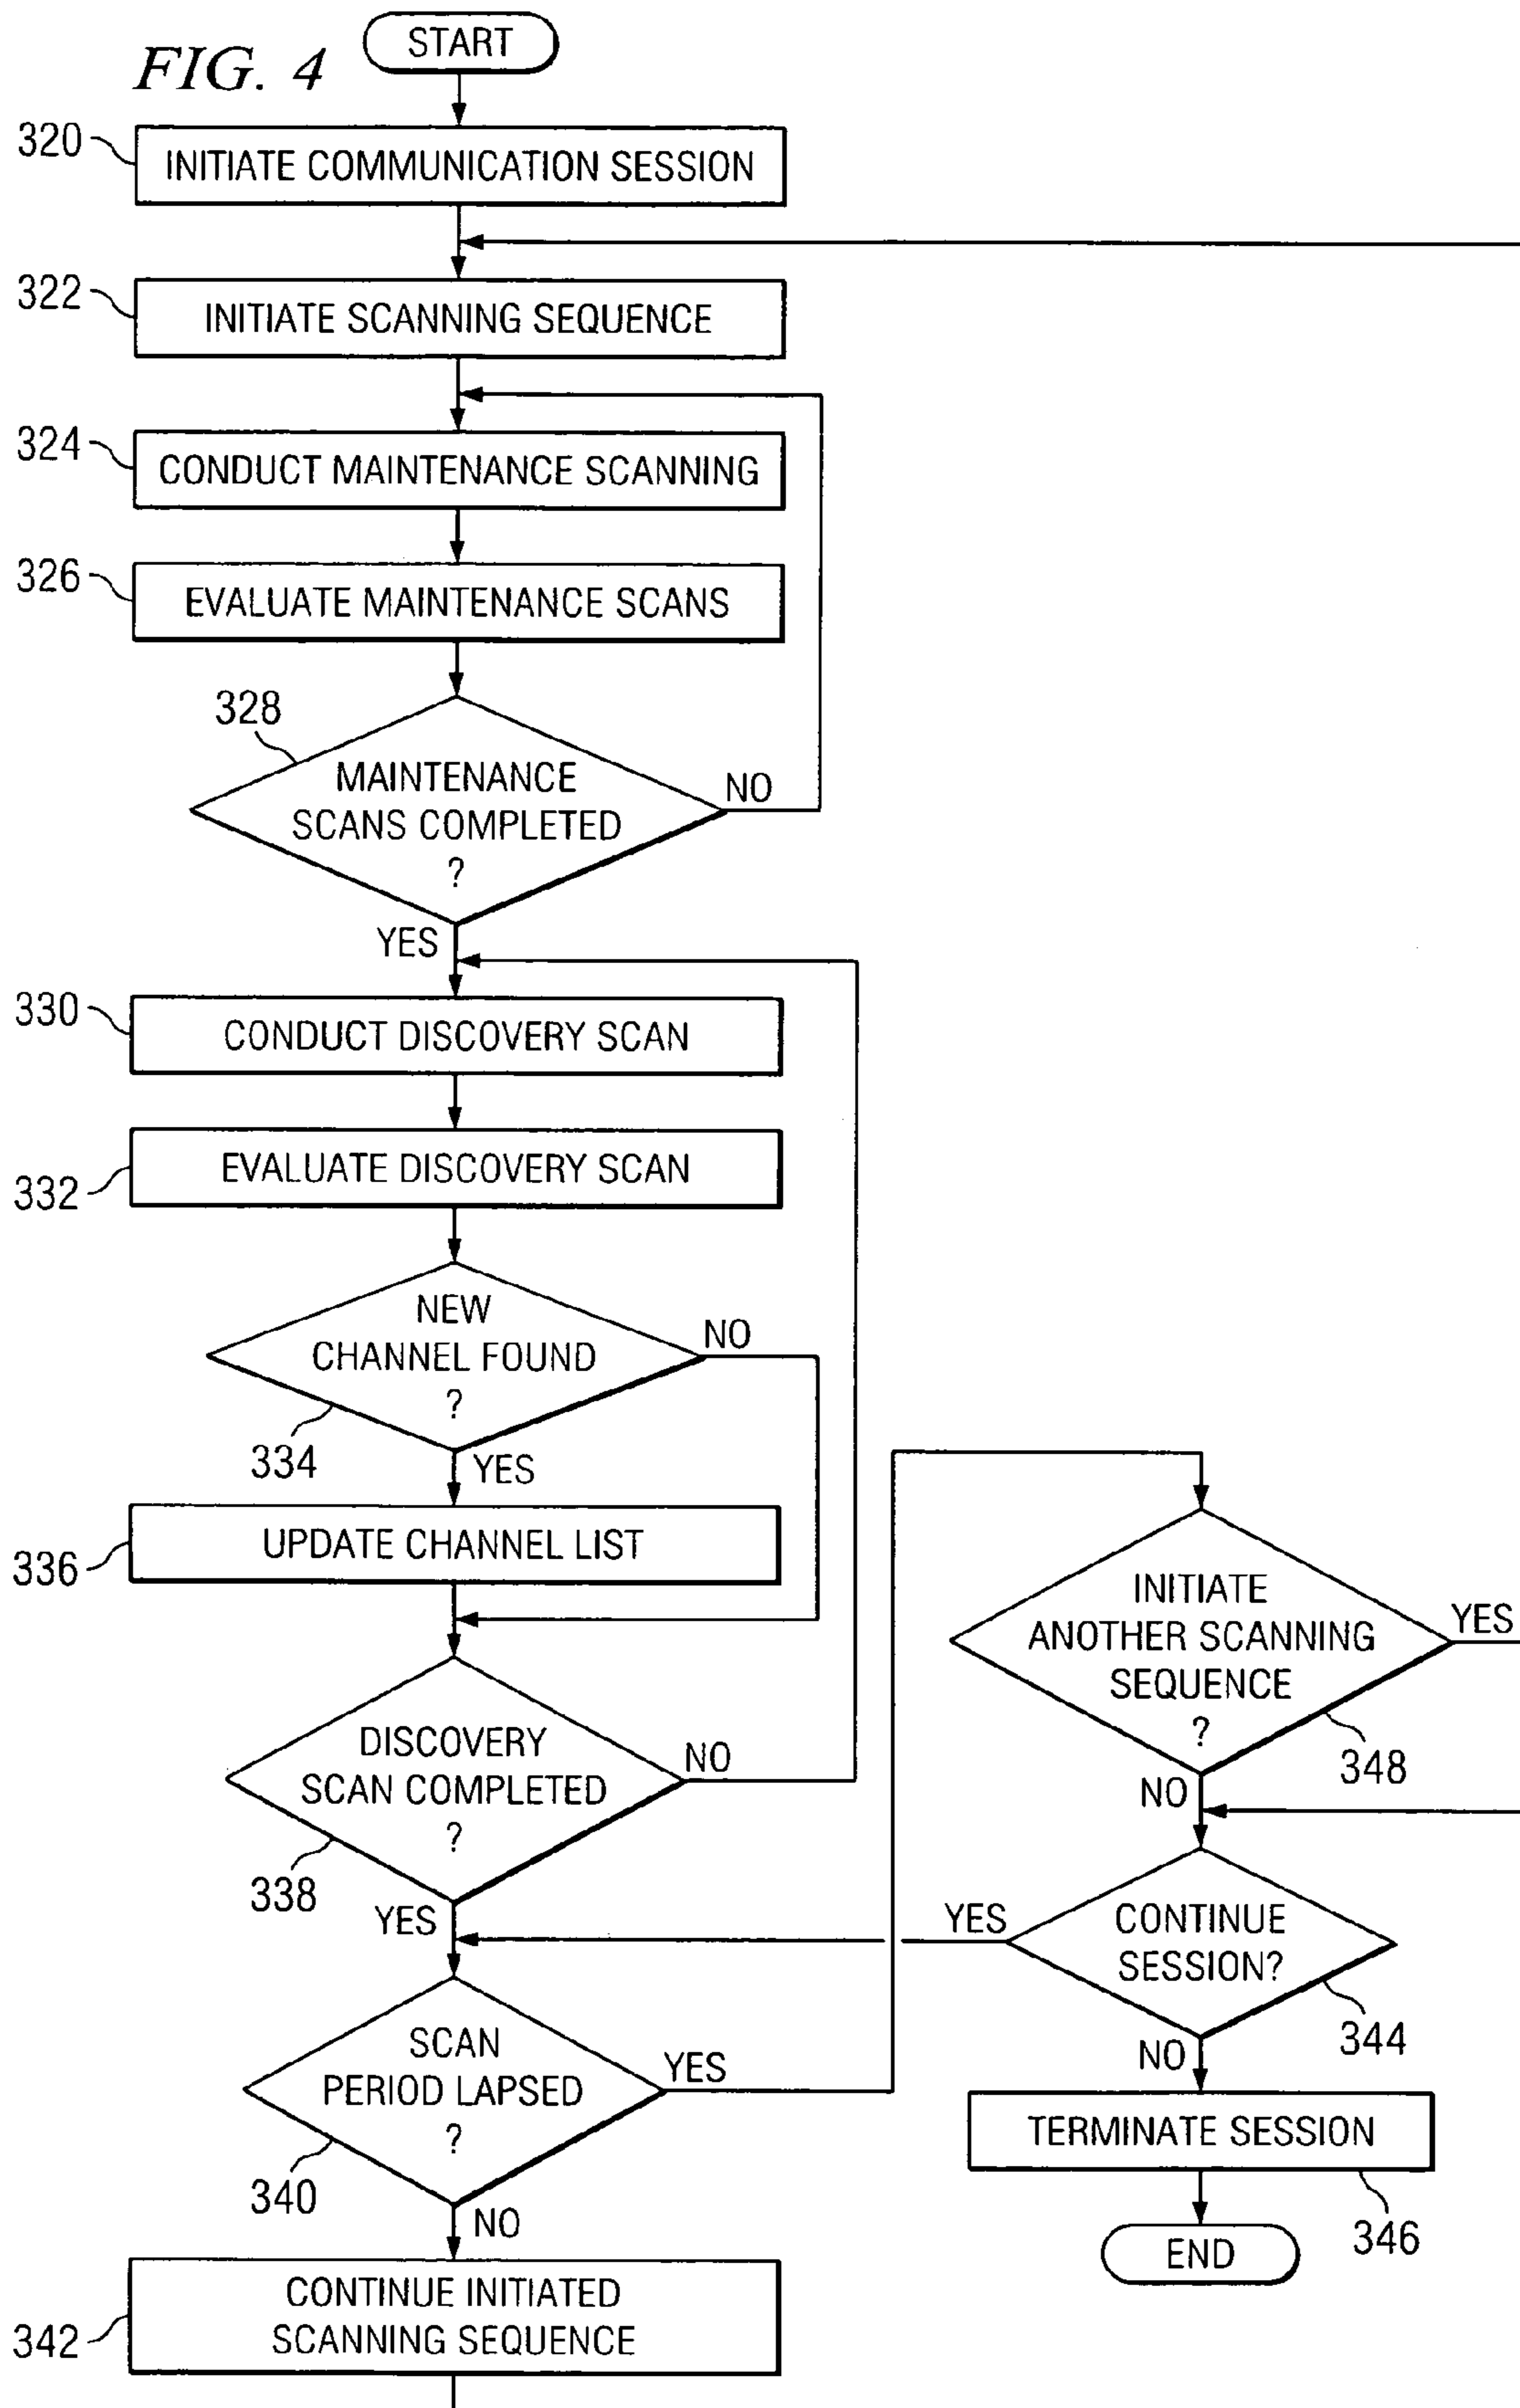 FIG. 4
START
320
INITIATE COMMUNICATION SESSION
322
INITIATE SCANNING SEQUENCE
324
CONDUCT MAINTENANCE SCANNING
326
EVALUATE MAINTENANCE SCANS
328
MAINTENANCE
SCANS COMPLETED
?
NO
YES
330
CONDUCT DISCOVERY SCAN
332
EVALUATE DISCOVERY SCAN
NEW
CHANNEL FOUND
?
NO
334
YES
336
UPDATE CHANNEL LIST
DISCOVERY
SCAN COMPLETED
?
NO
338
YES
SCAN
PERIOD LAPSED
?
YES
340
NO
342
CONTINUE INITIATED
SCANNING SEQUENCE
INITIATE
ANOTHER SCANNING
SEQUENCE
?
YES
348
NO
CONTINUE
SESSION?
YES
344
NO
TERMINATE SESSION
346
END